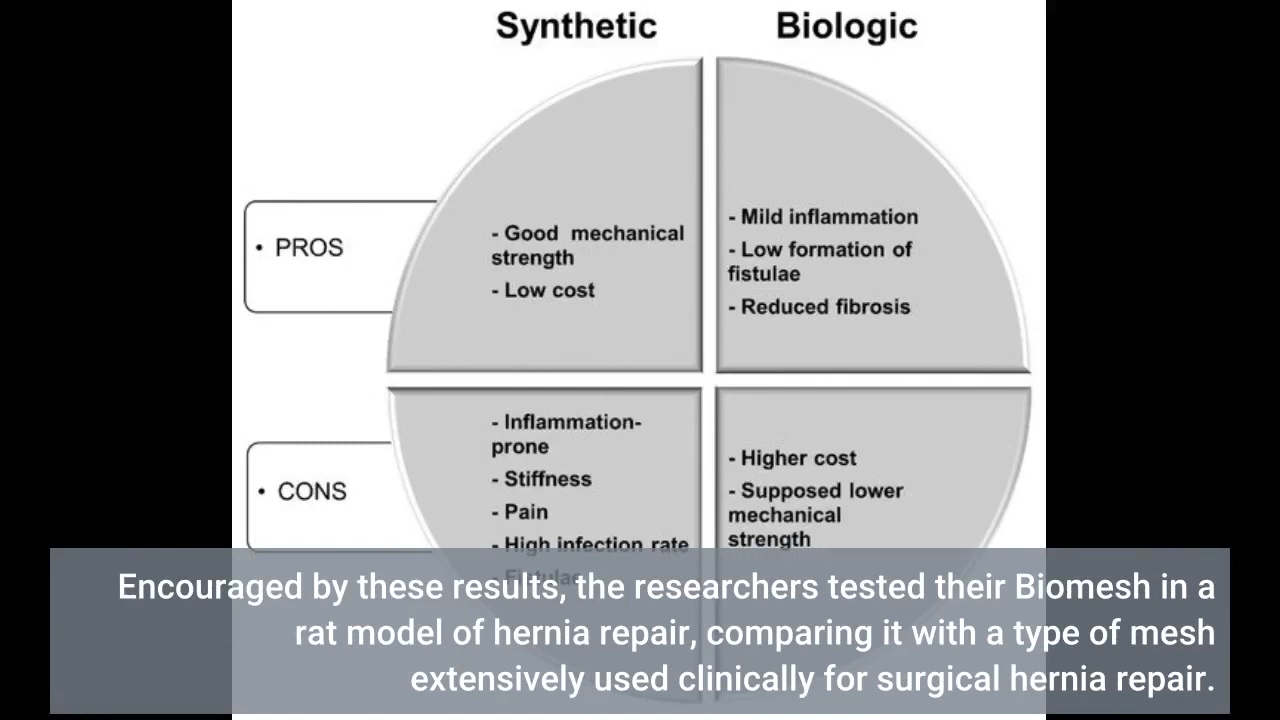 Synthetic
Biologic
• PROS
- Good mechanical
strength
- Low cost
- Mild inflammation
- Low formation of
fistulae
- Reduced fibrosis
• CONS
- Inflammation-
prone
- Stiffness
- Pain
- High infection rate
- Fistulae
- Higher cost
- Supposed lower
mechanical
strength
Encouraged by these results, the researchers tested their Biomesh in a
rat model of hernia repair, comparing it with a type of mesh
extensively used clinically for surgical hernia repair.